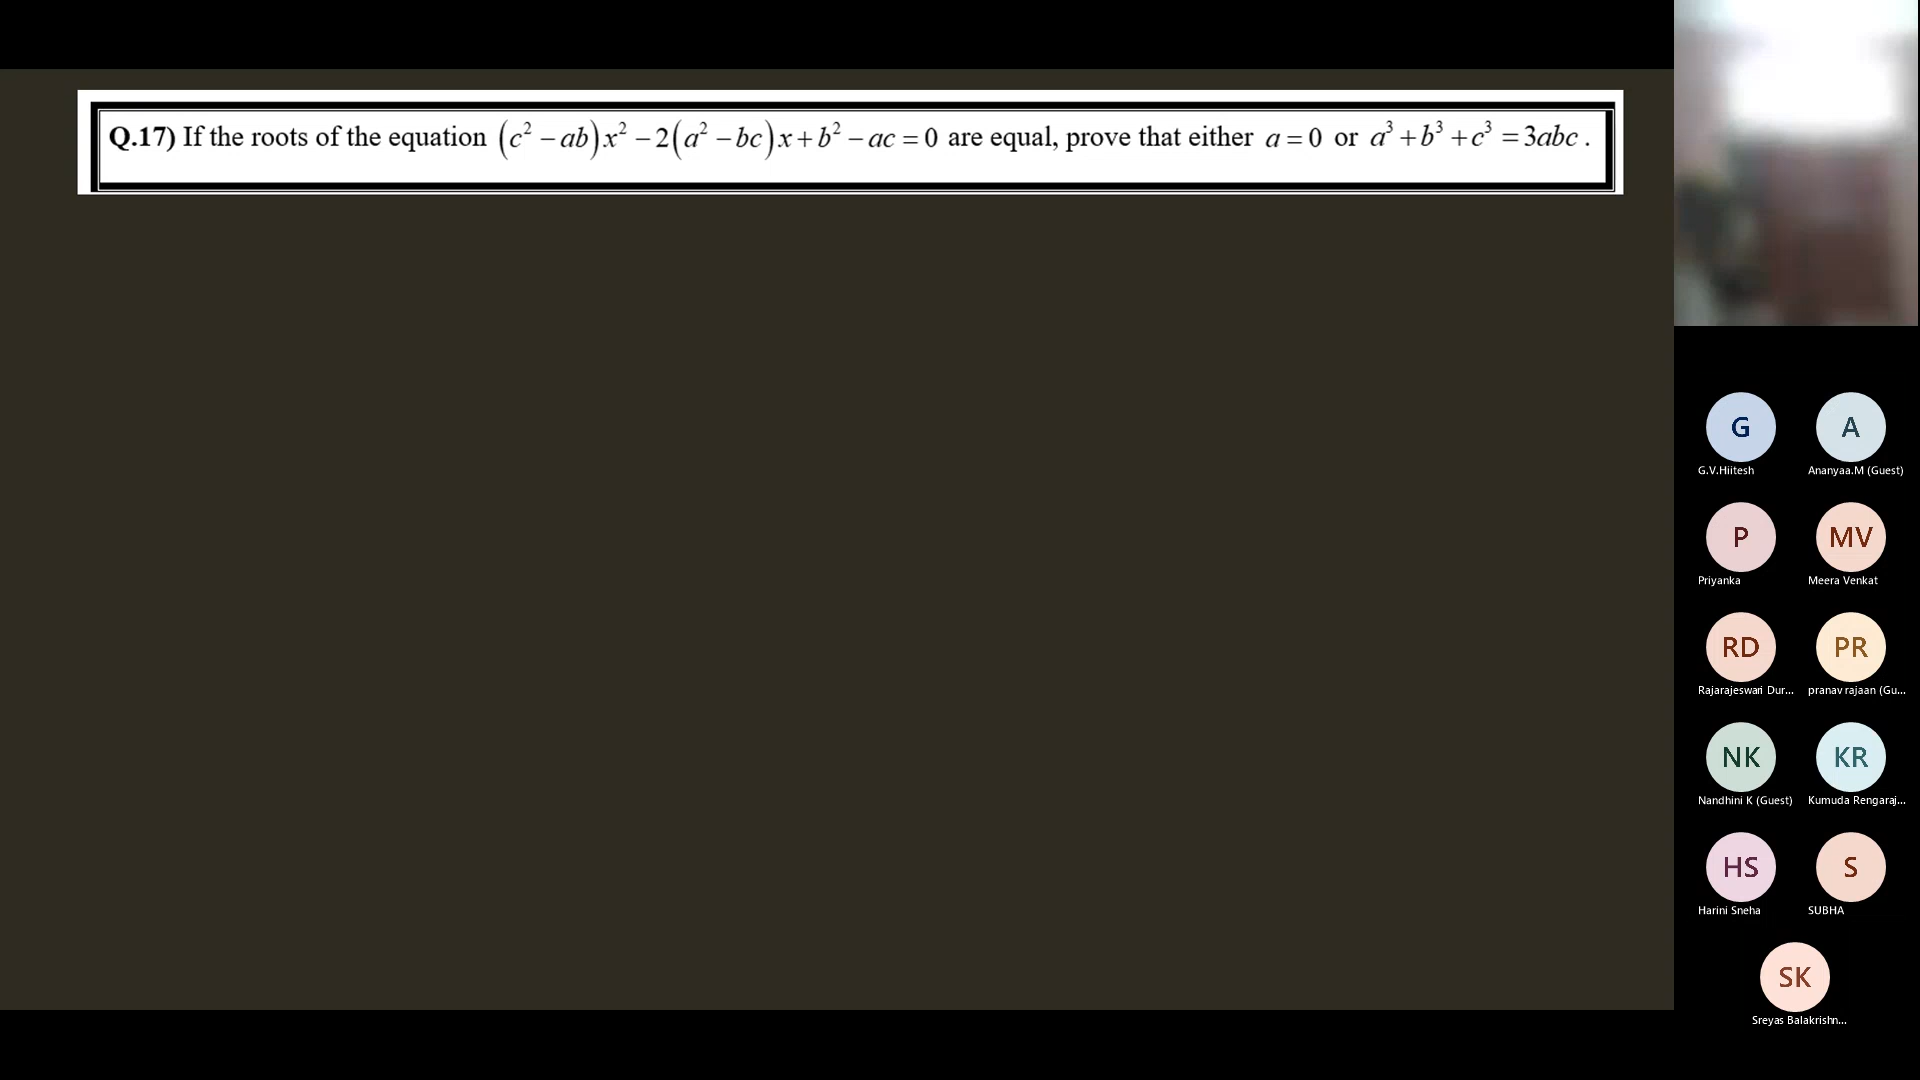 Q.17) If the roots of the equation (c² – ab)x² – 2(a² – bc)x + b² – ac = 0 are equal, prove that either a = 0 or a³ + b³ + c³ = 3abc .
G A
G.V.Hiitesh Ananyaa.M (Guest)
P MV
Priyanka Meera Venkat
RD PR
Rajarajeswari Dur... pranav rajaan (Gu...
NK KR
Nandhini K (Guest) Kumuda Rengaraj...
HS S
Harini Sneha SUBHA
SK
Sreyas Balakrishn...